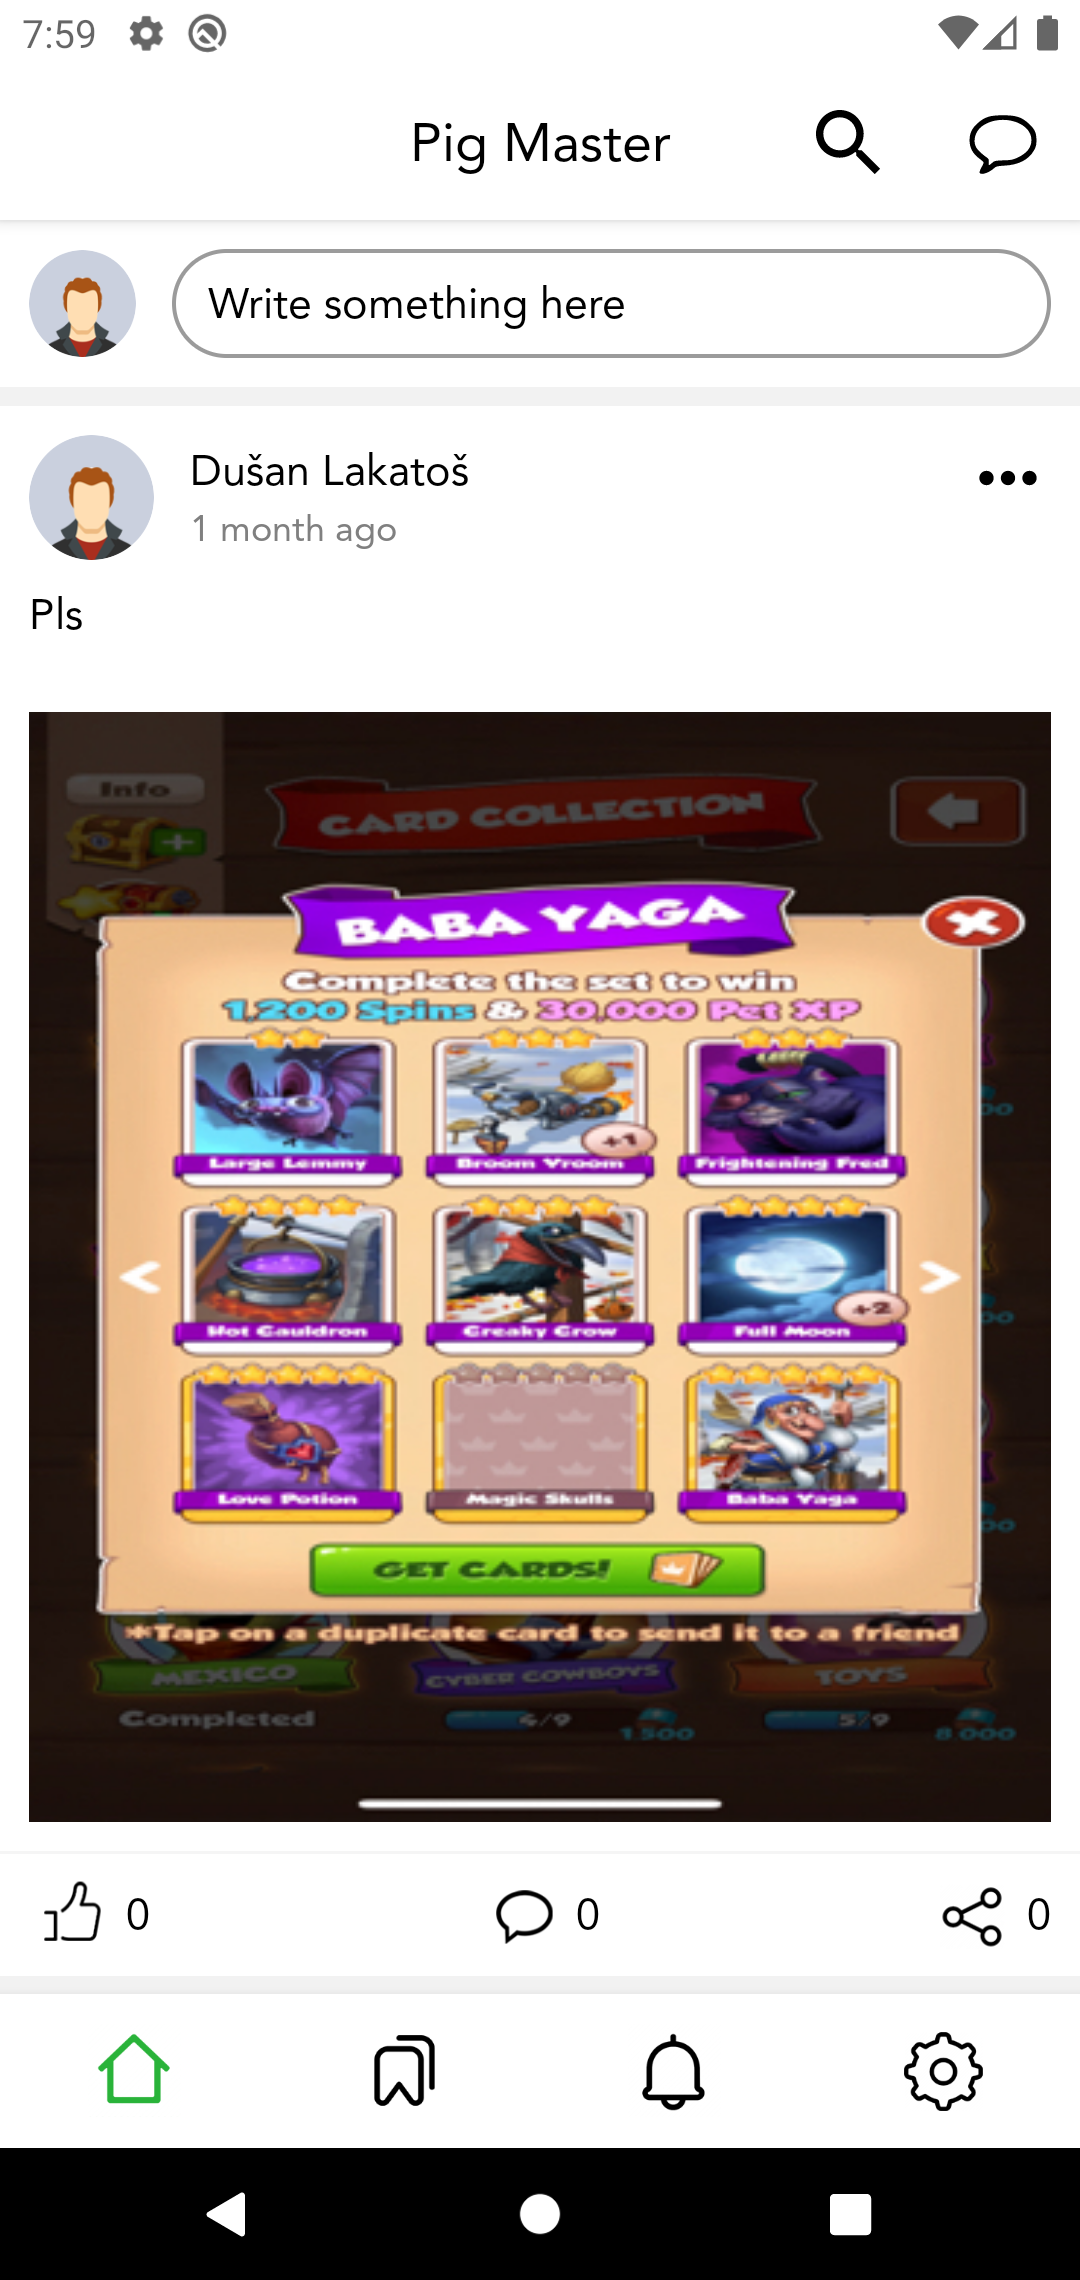 7:59
Pig Master
Write something here
Dušan Lakatoš
1 month ago
Pls
Info
CARD COLLECTION
BABA YAGA
Complete the set to win
1,200 Spins & 30,000 Pet XP
Large Lemmy
Broom Vroom
+1
Frightening Fred
Hot Cauldron
Creaky Crow
Full Moon
+2
Love Potion
Magic Skulls
Baba Yaga
GET CARDS!
*Tap on a duplicate card to send it to a friend
MEXICO
CYBER COWBOYS
TOYS
Completed
4/9
1.500
5/9
8.000
0
0
0